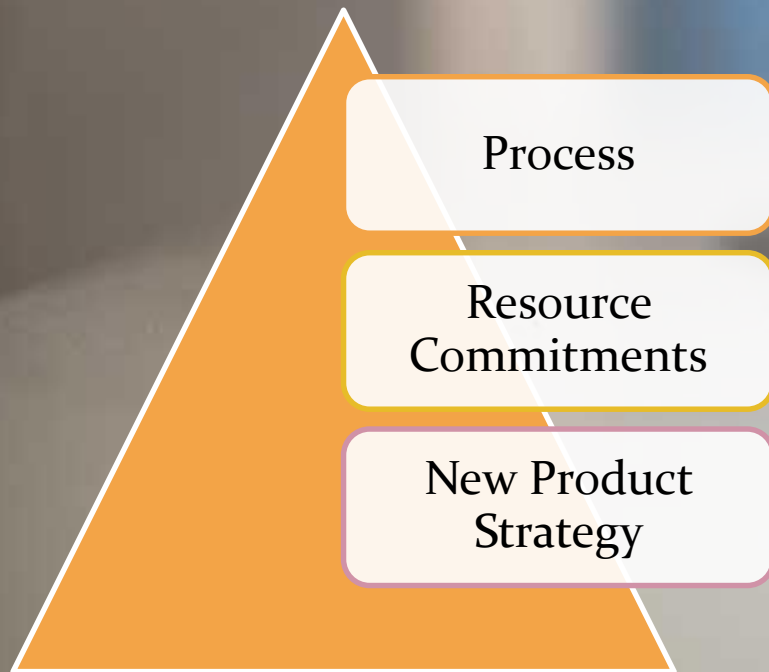 Process
Resource
Commitments
New Product
Strategy